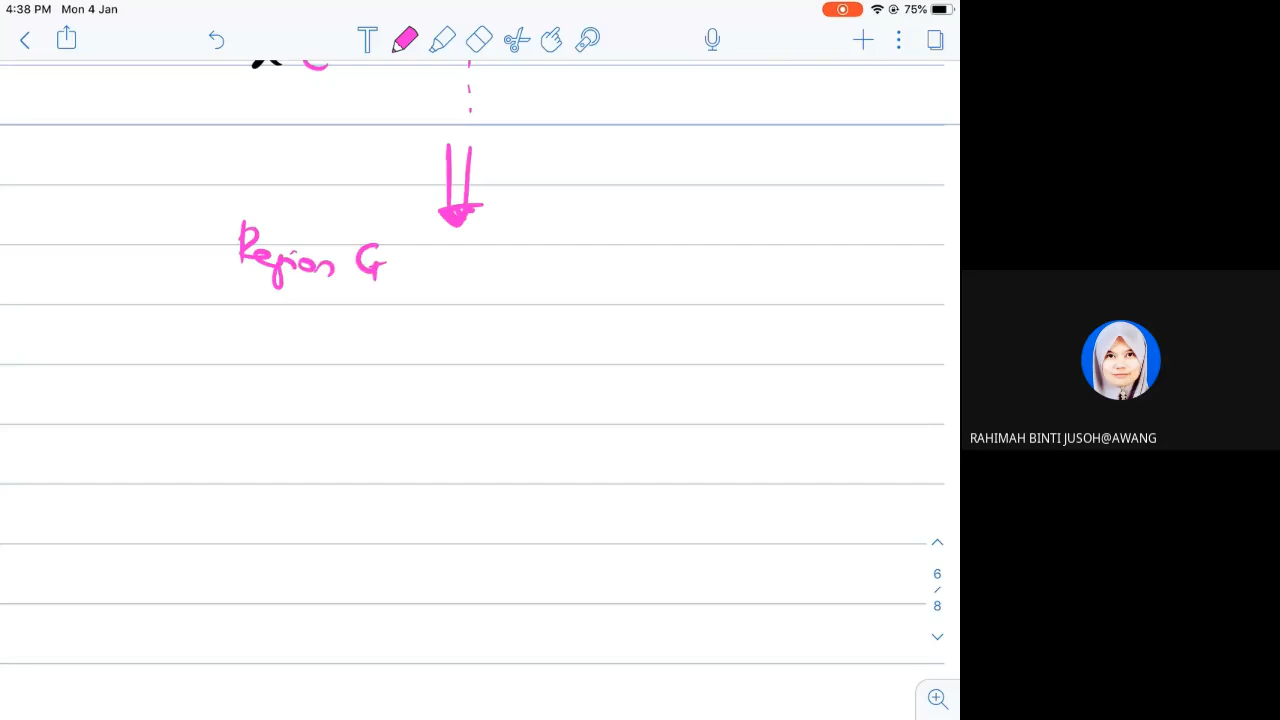 4:38 PM Mon 4 Jan
75%
T
Region G
6
/
8
RAHIMAH BINTI JUSOH@AWANG